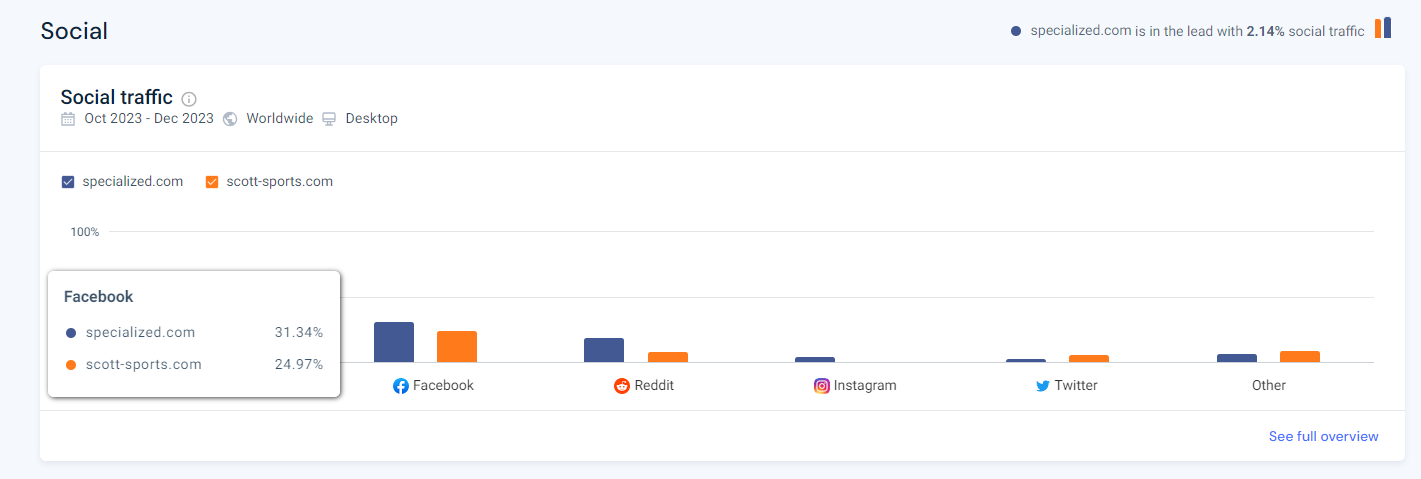 Social
specialized.com is in the lead with 2.14% social traffic
Social traffic
Oct 2023 - Dec 2023 Worldwide Desktop
specialized.com scott-sports.com
100%
Facebook
specialized.com 31.34%
scott-sports.com 24.97%
Facebook Reddit Instagram Twitter Other
See full overview